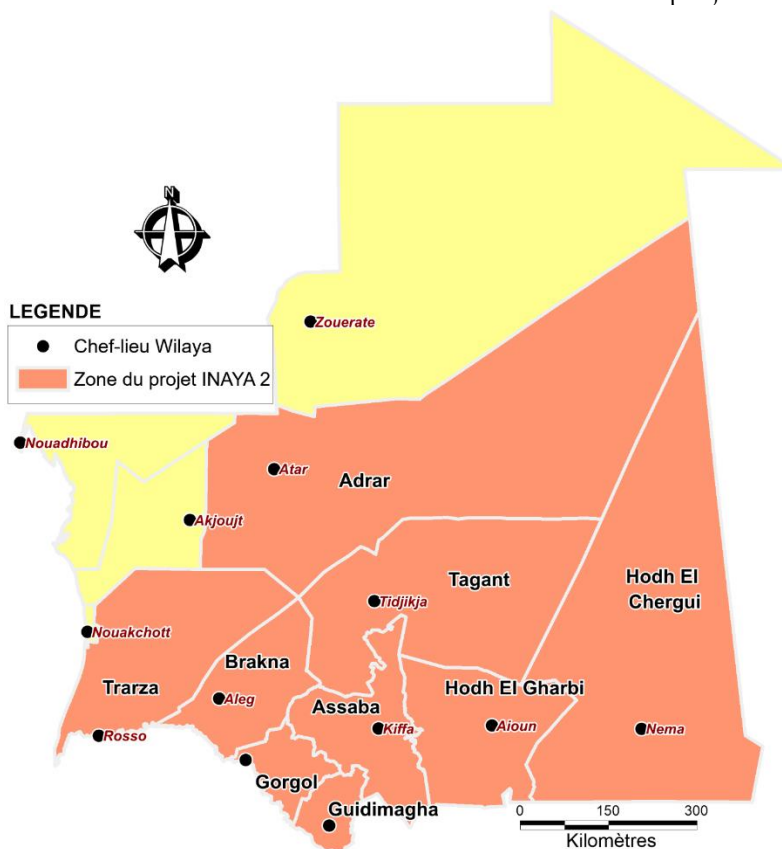 N
Zouerate
LEGENDE
Chef-lieu Wilaya
Zone du projet INAYA 2
Nouadhibou
Atar
Adrar
Akjoujt
Tagant
Hodh El
Chergui
Tidjikja
Nouakchott
Brakna
Trarza
Aleg
Hodh El Gharbi
Assaba
Rosso
Kiffa
Aioun
Nema
Gorgol
Guidimagha
0 150 300
Kilomètres